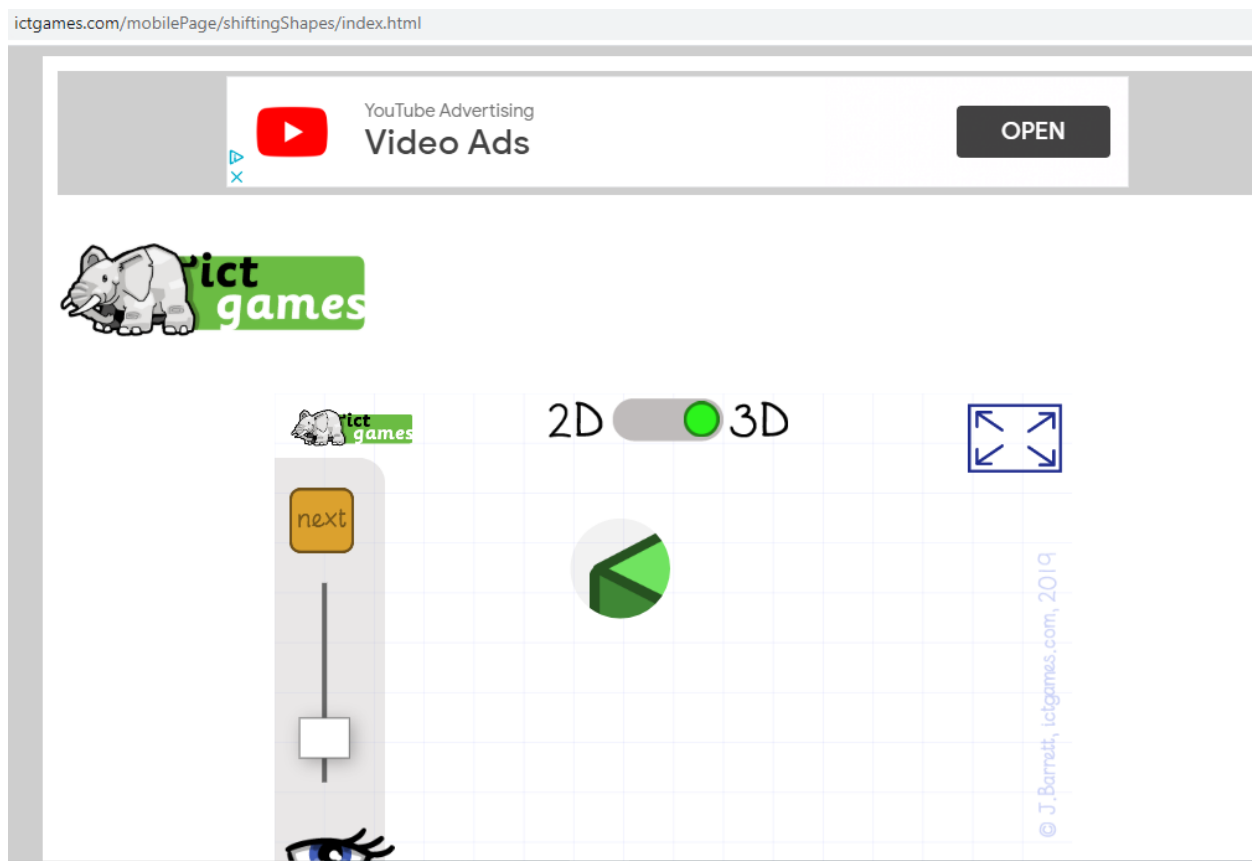 ictgames.com/mobilePage/shiftingShapes/index.html
YouTube Advertising
Video Ads
OPEN
ict
games
ict
games
2D
3D
next
© J.Barrett, ictgames.com, 2019